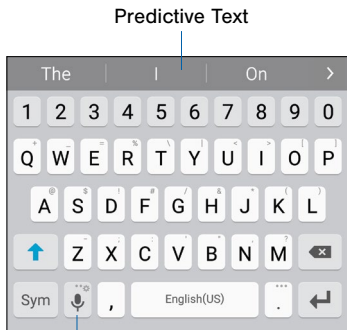 Predictive Text
The I On >
1 2 3 4 5 6 7 8 9 0
+ - = % \ | < > [ ]
Q W E R T Y U I O P
@ $ ! # / & * ( )
A S D F G H J K L
- ; : ' " , ?
Z X C V B N M
Sym , English(US) .